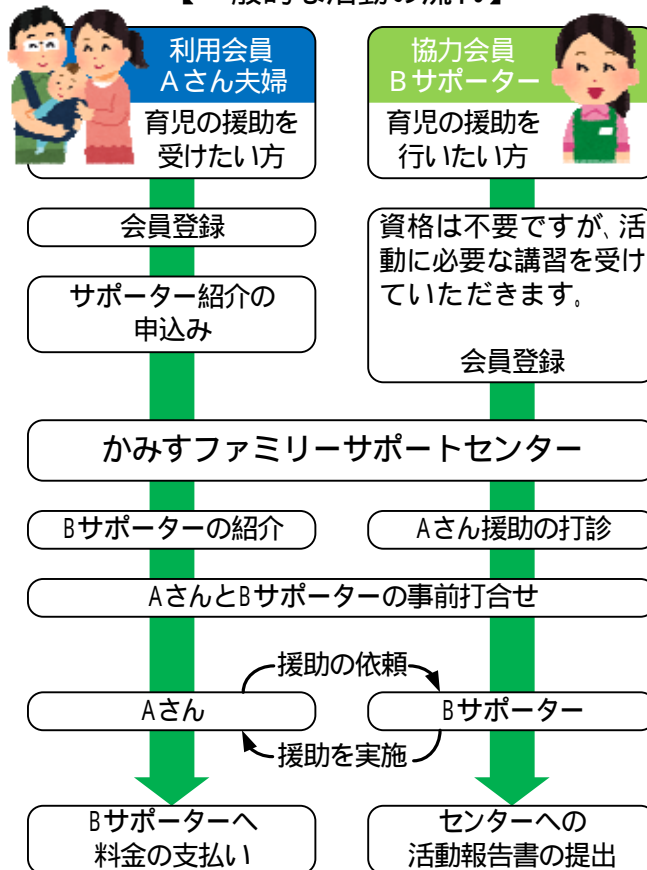 【一般的な活動の流れ】
利用会員
Aさん夫婦
育児の援助を
受けたい方
協力会員
Bサポーター
育児の援助を
行いたい方
会員登録
サポーター紹介の
申込み
資格は不要ですが、活
動に必要な講習を受け
ていただきます。
会員登録
かみすファミリーサポートセンター
Bサポーターの紹介
Aさん援助の打診
AさんとBサポーターの事前打合せ
援助の依頼
Aさん
Bサポーター
援助を実施
Bサポーターへ
料金の支払い
センターへの
活動報告書の提出